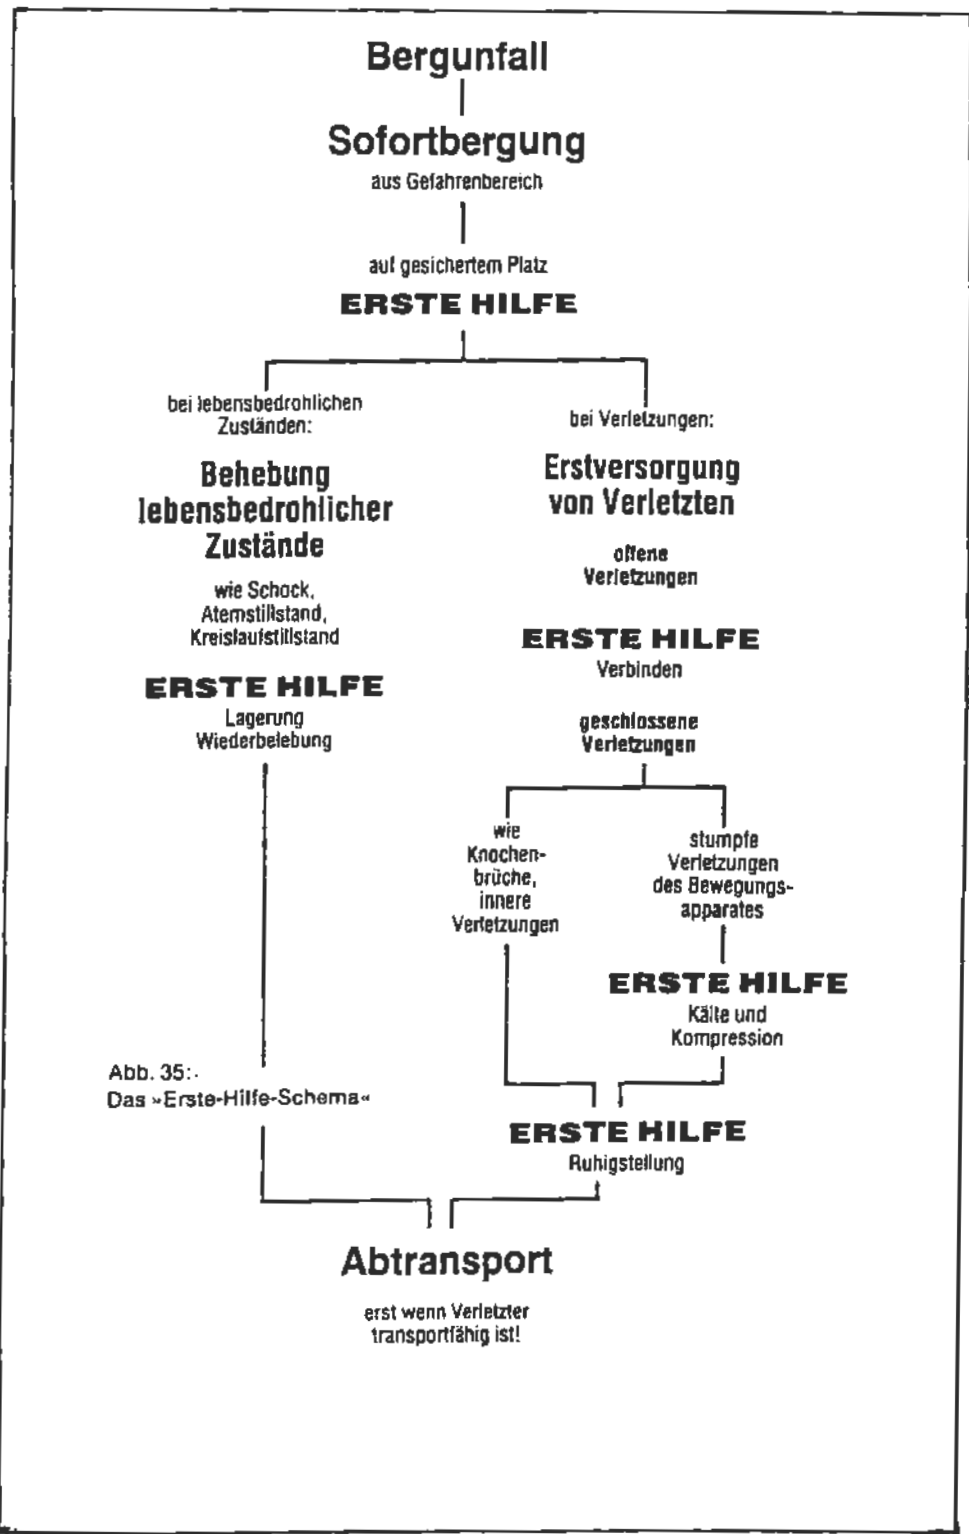 Bergunfall
Sofortbergung
aus Gefahrenbereich
auf gesichertem Platz
ERSTE HILFE
bei lebensbedrohlichen
Zuständen:
Behebung
lebensbedrohlicher
Zustände
wie Schock,
Atemstillstand,
Kreislaufstillstand
ERSTE HILFE
Lagerung
Wiederbelebung
bei Verletzungen:
Erstversorgung
von Verletzten
offene
Verletzungen
ERSTE HILFE
Verbinden
geschlossene
Verletzungen
wie
Knochen-
brüche,
innere
Verletzungen
stumpfe
Verletzungen
des Bewegungs-
apparates
ERSTE HILFE
Kälte und
Kompression
Abb. 35:
Das »Erste-Hilfe-Schema«
ERSTE HILFE
Ruhigstellung
Abtransport
erst wenn Verletzter
transportfähig ist!